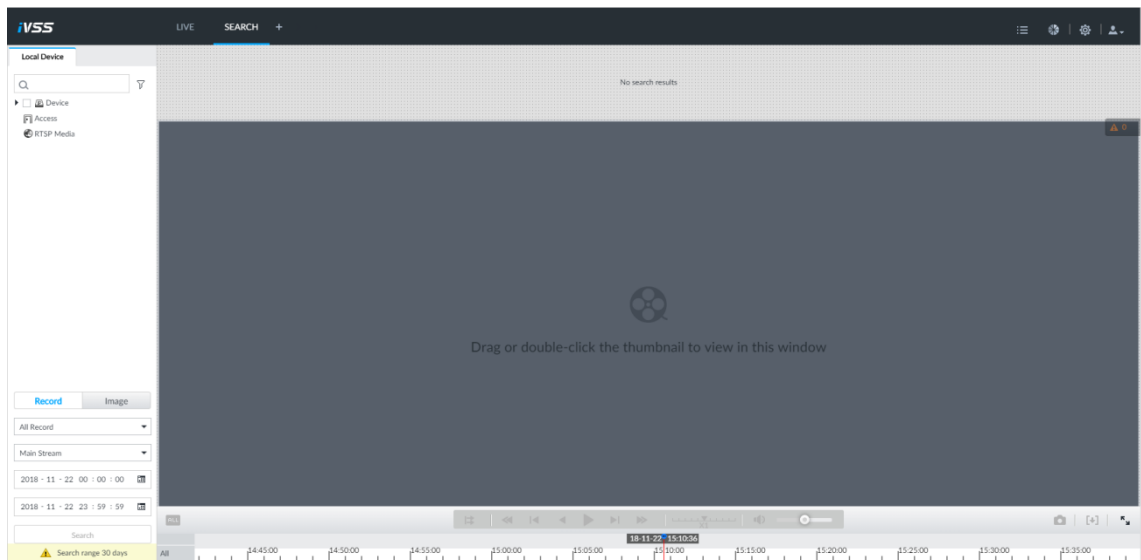 iVSS
LIVE SEARCH +
Local Device
No search results
Device
Access
RTSP Media
0
Drag or double-click the thumbnail to view in this window
Record Image
All Record
Main Stream
2018 - 11 - 22 00 : 00 : 00
2018 - 11 - 22 23 : 59 : 59
Search
18-11-22 15:10:36
Search range 30 days
All 14:45:00 14:50:00 14:55:00 15:00:00 15:05:00 15:10:00 15:15:00 15:20:00 15:25:00 15:30:00 15:35:00